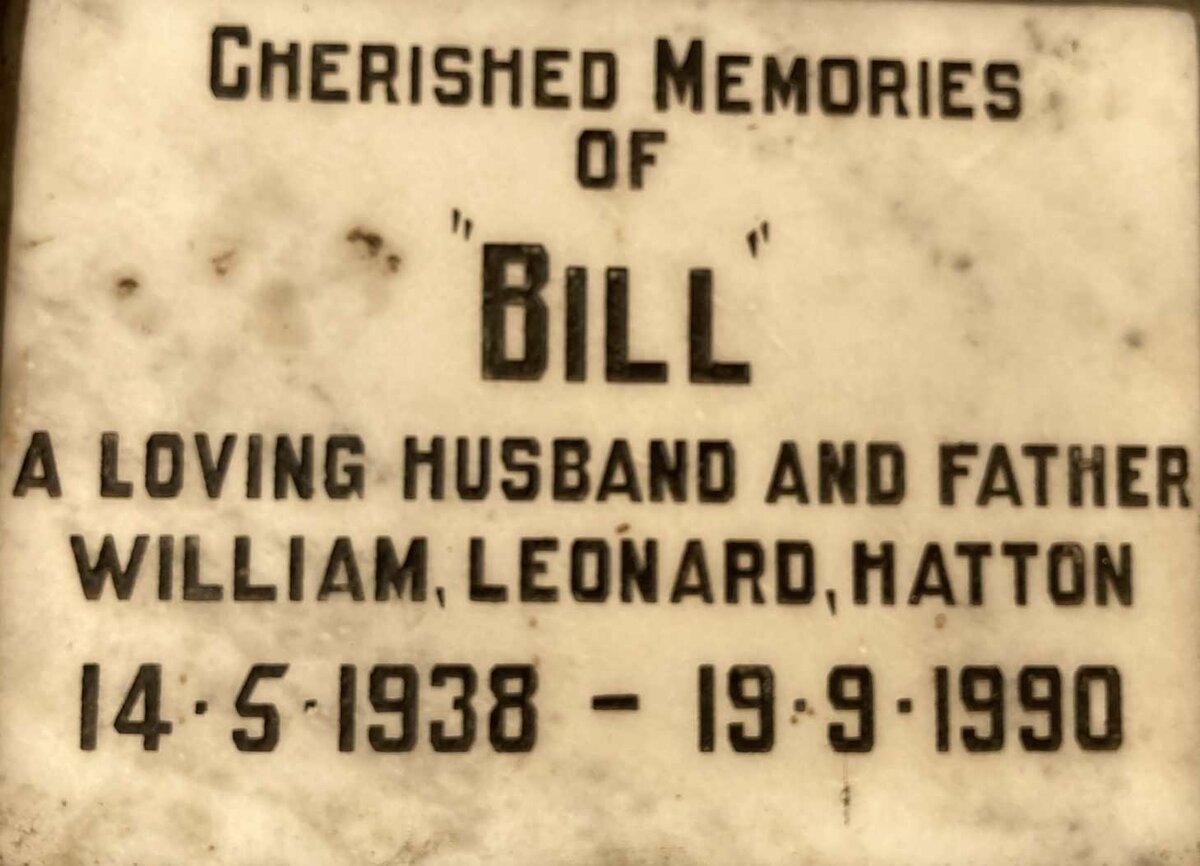 CHERISHED MEMORIES
OF
"BILL"
A LOVING HUSBAND AND FATHER
WILLIAM, LEONARD, HATTON
14·5·1938 – 19·9·1990